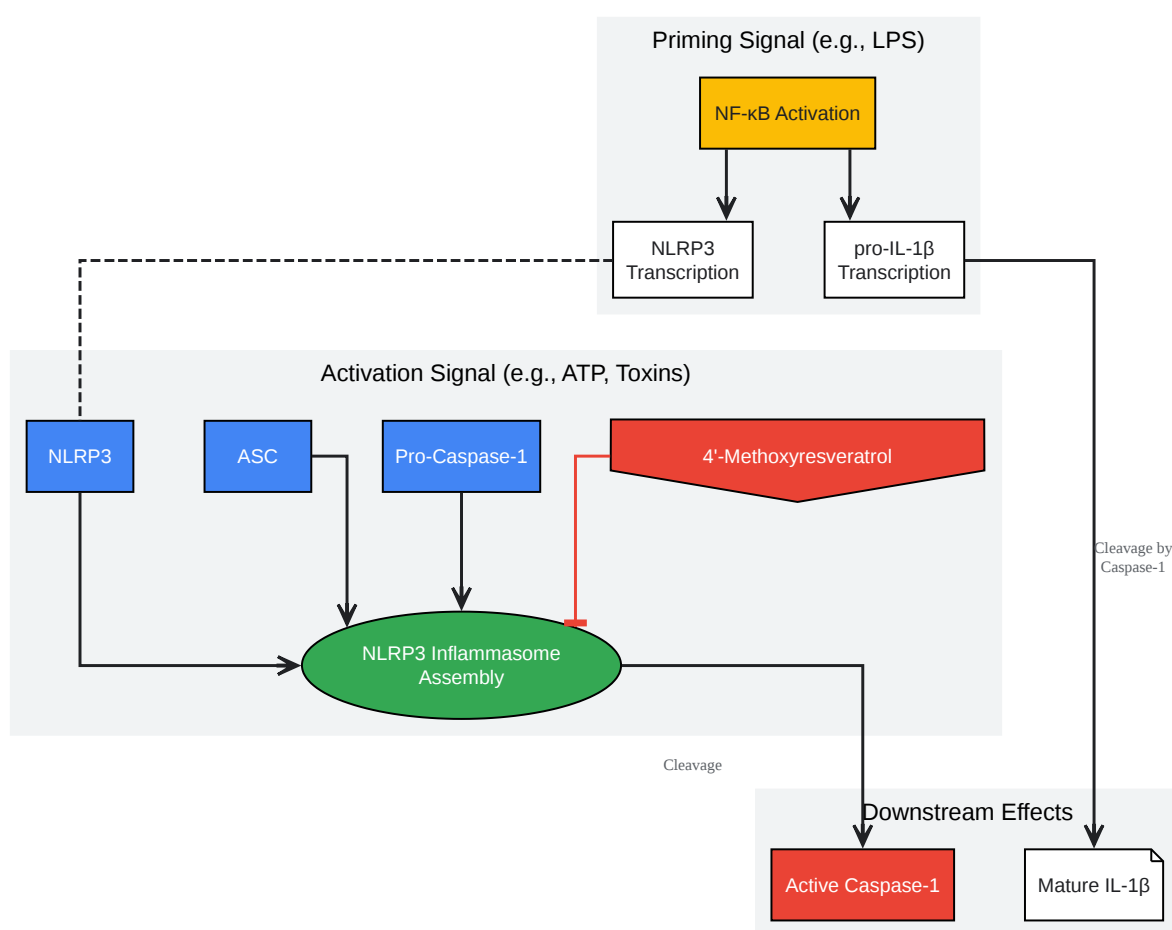 Priming Signal (e.g., LPS)
NF-κB Activation
NLRP3
Transcription
pro-IL-1β
Transcription
Activation Signal (e.g., ATP, Toxins)
NLRP3
ASC
Pro-Caspase-1
4'-Methoxyresveratrol
Cleavage by
Caspase-1
NLRP3 Inflammasome
Assembly
Cleavage
Downstream Effects
Active Caspase-1
Mature IL-1β